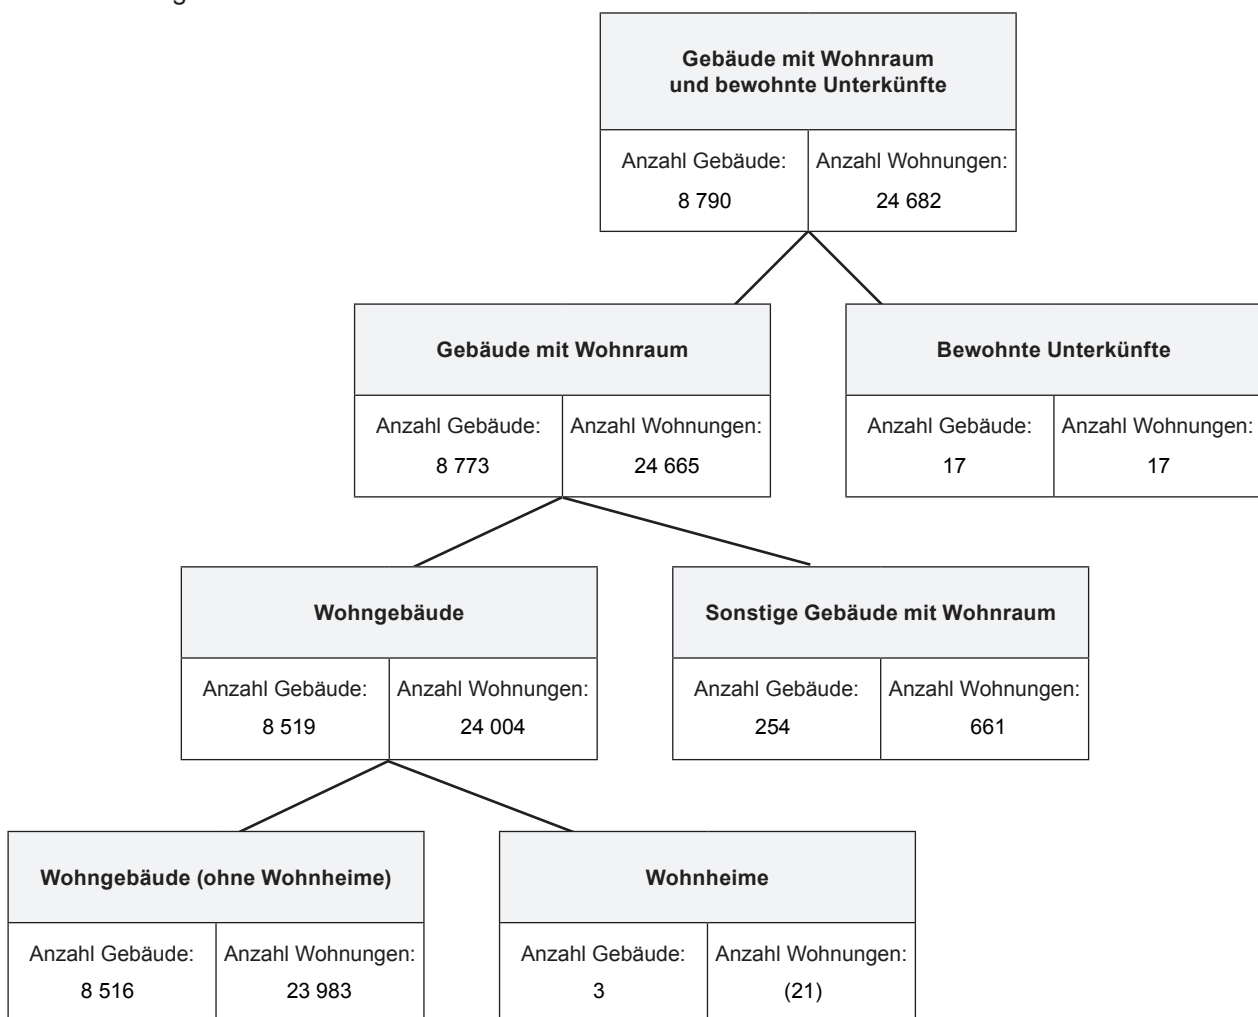 Gebäude mit Wohnraum
und bewohnte Unterkünfte
Anzahl Gebäude: Anzahl Wohnungen:
8 790 24 682
Gebäude mit Wohnraum
Anzahl Gebäude: Anzahl Wohnungen:
8 773 24 665
Bewohnte Unterkünfte
Anzahl Gebäude: Anzahl Wohnungen:
17 17
Wohngebäude
Anzahl Gebäude: Anzahl Wohnungen:
8 519 24 004
Sonstige Gebäude mit Wohnraum
Anzahl Gebäude: Anzahl Wohnungen:
254 661
Wohngebäude (ohne Wohnheime)
Anzahl Gebäude: Anzahl Wohnungen:
8 516 23 983
Wohnheime
Anzahl Gebäude: Anzahl Wohnungen:
3 (21)